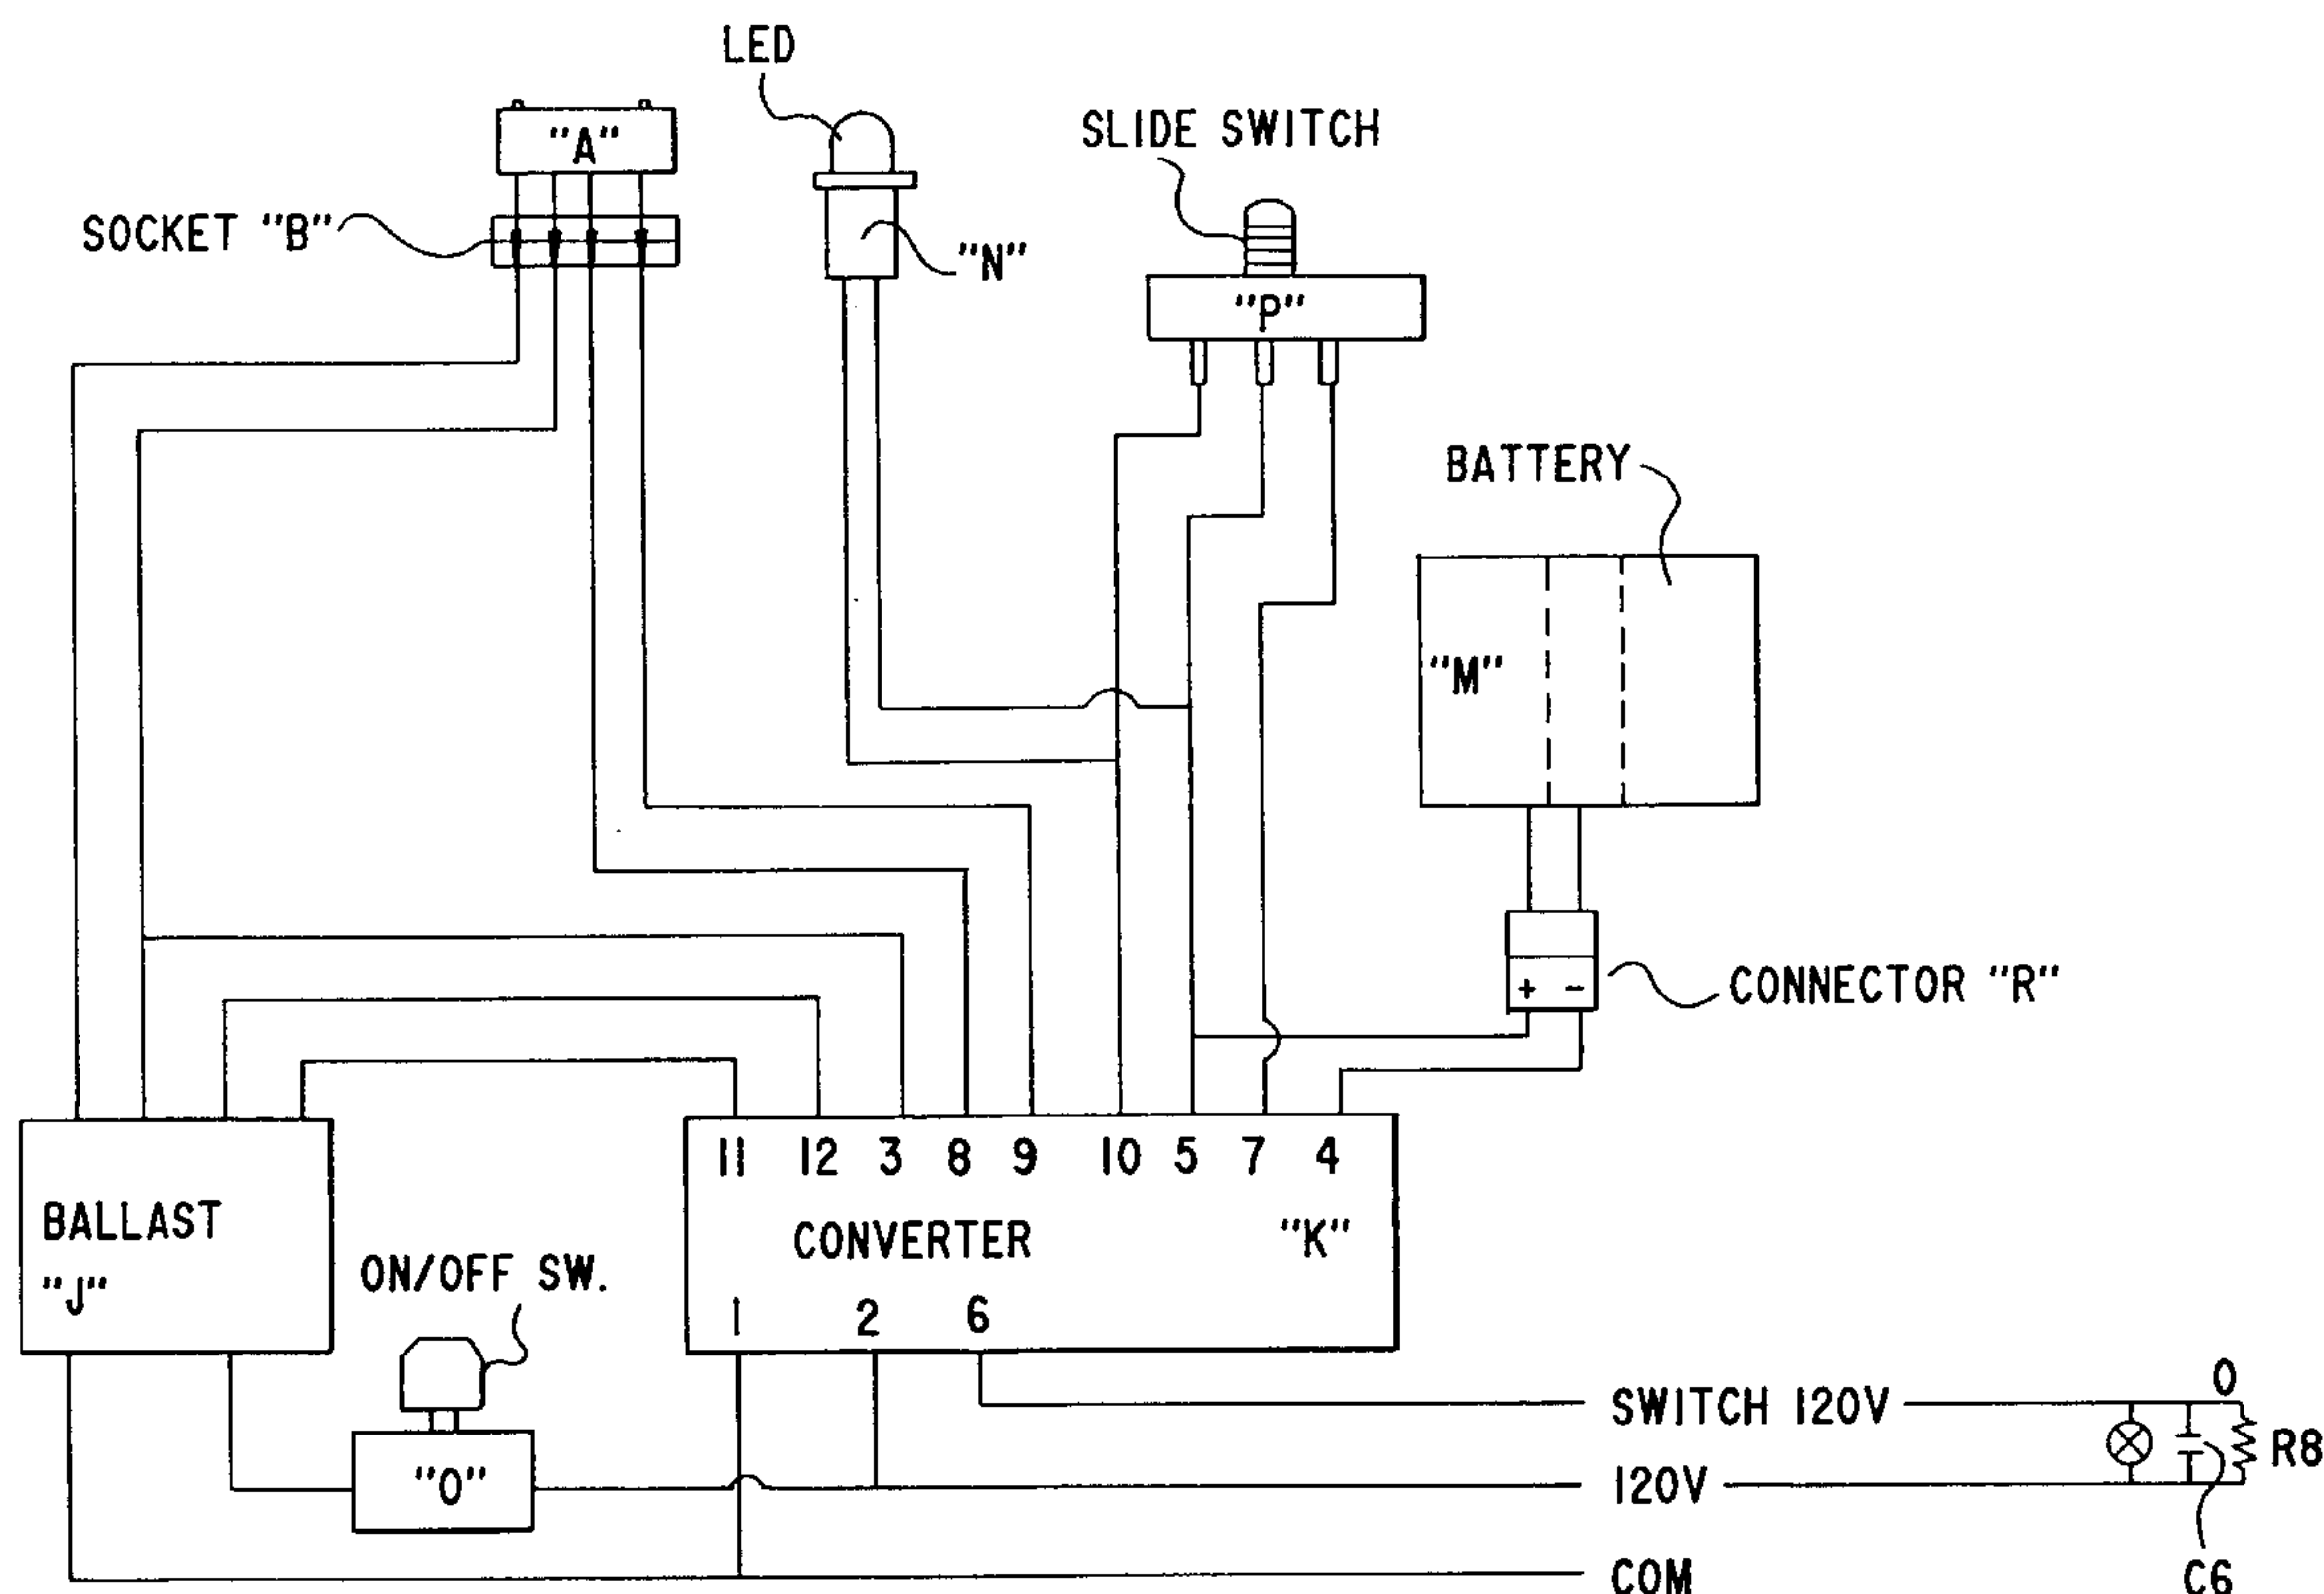 LED
"A"
SLIDE SWITCH
SOCKET "B"
"N"
"P"
BATTERY
"M"
+ -
CONNECTOR "R"
11 12 3 8 9 10 5 7 4
BALLAST
"J"
CONVERTER "K"
ON/OFF SW.
1 2 6
"O"
SWITCH 120V
O
R8
120V
COM
C6